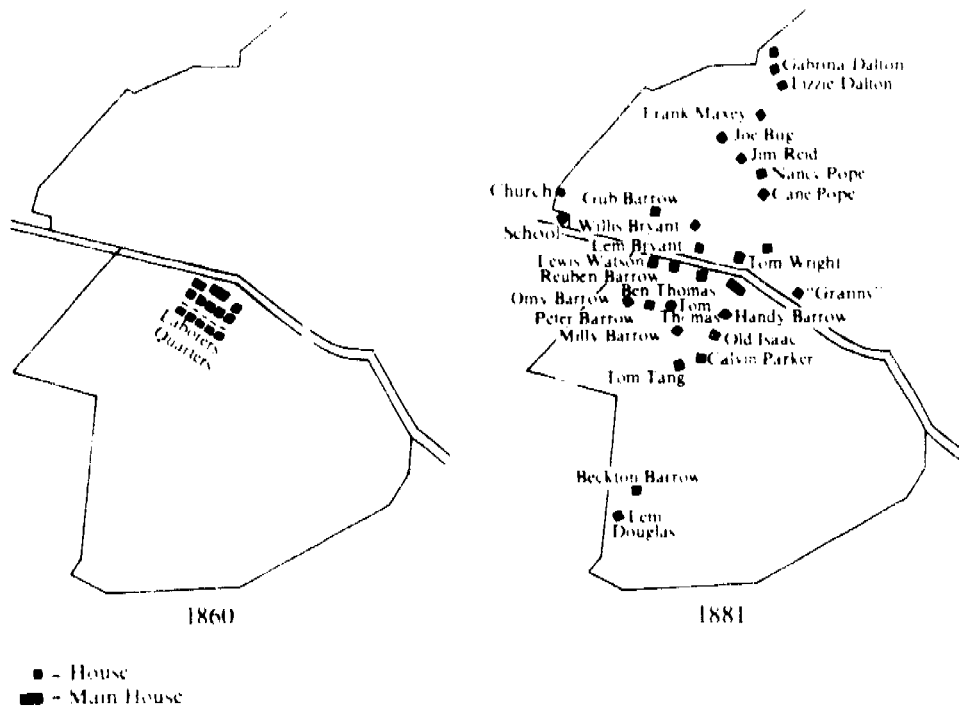 Laborers
Quarters
1860
Gabrina Dalton
Lizzie Dalton
Frank Maxey
Joe Bug
Jim Reid
Nancy Pope
Cane Pope
Church
Gub Barrow
School
Willis Bryant
Lem Bryant
Lewis Watson
Tom Wright
Reuben Barrow
Ben Thomas
"Granny"
Omy Barrow
Tom
Thomas
Handy Barrow
Peter Barrow
Mills Barrow
Old Isaac
Calvin Parker
Tom Tang
Beckton Barrow
Lem
Douglas
1881
- House
- Main House